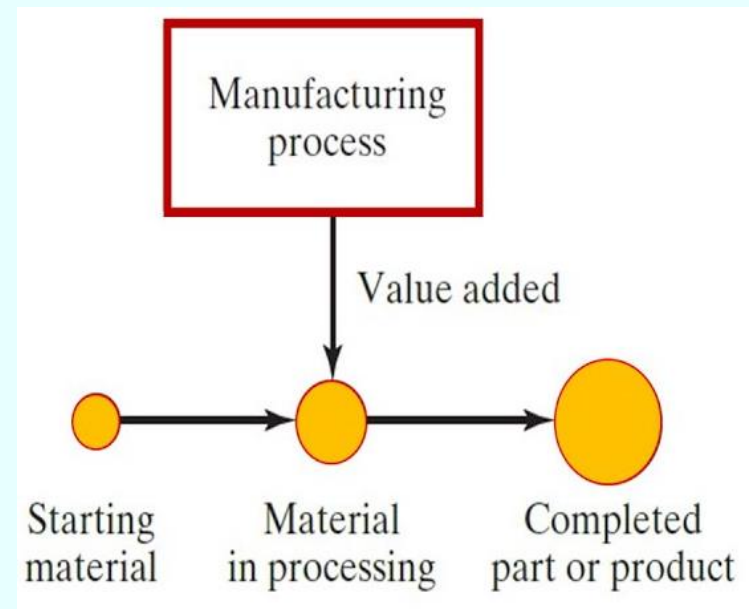 Manufacturing
process
Value added
Starting
material
Material
in processing
Completed
part or product